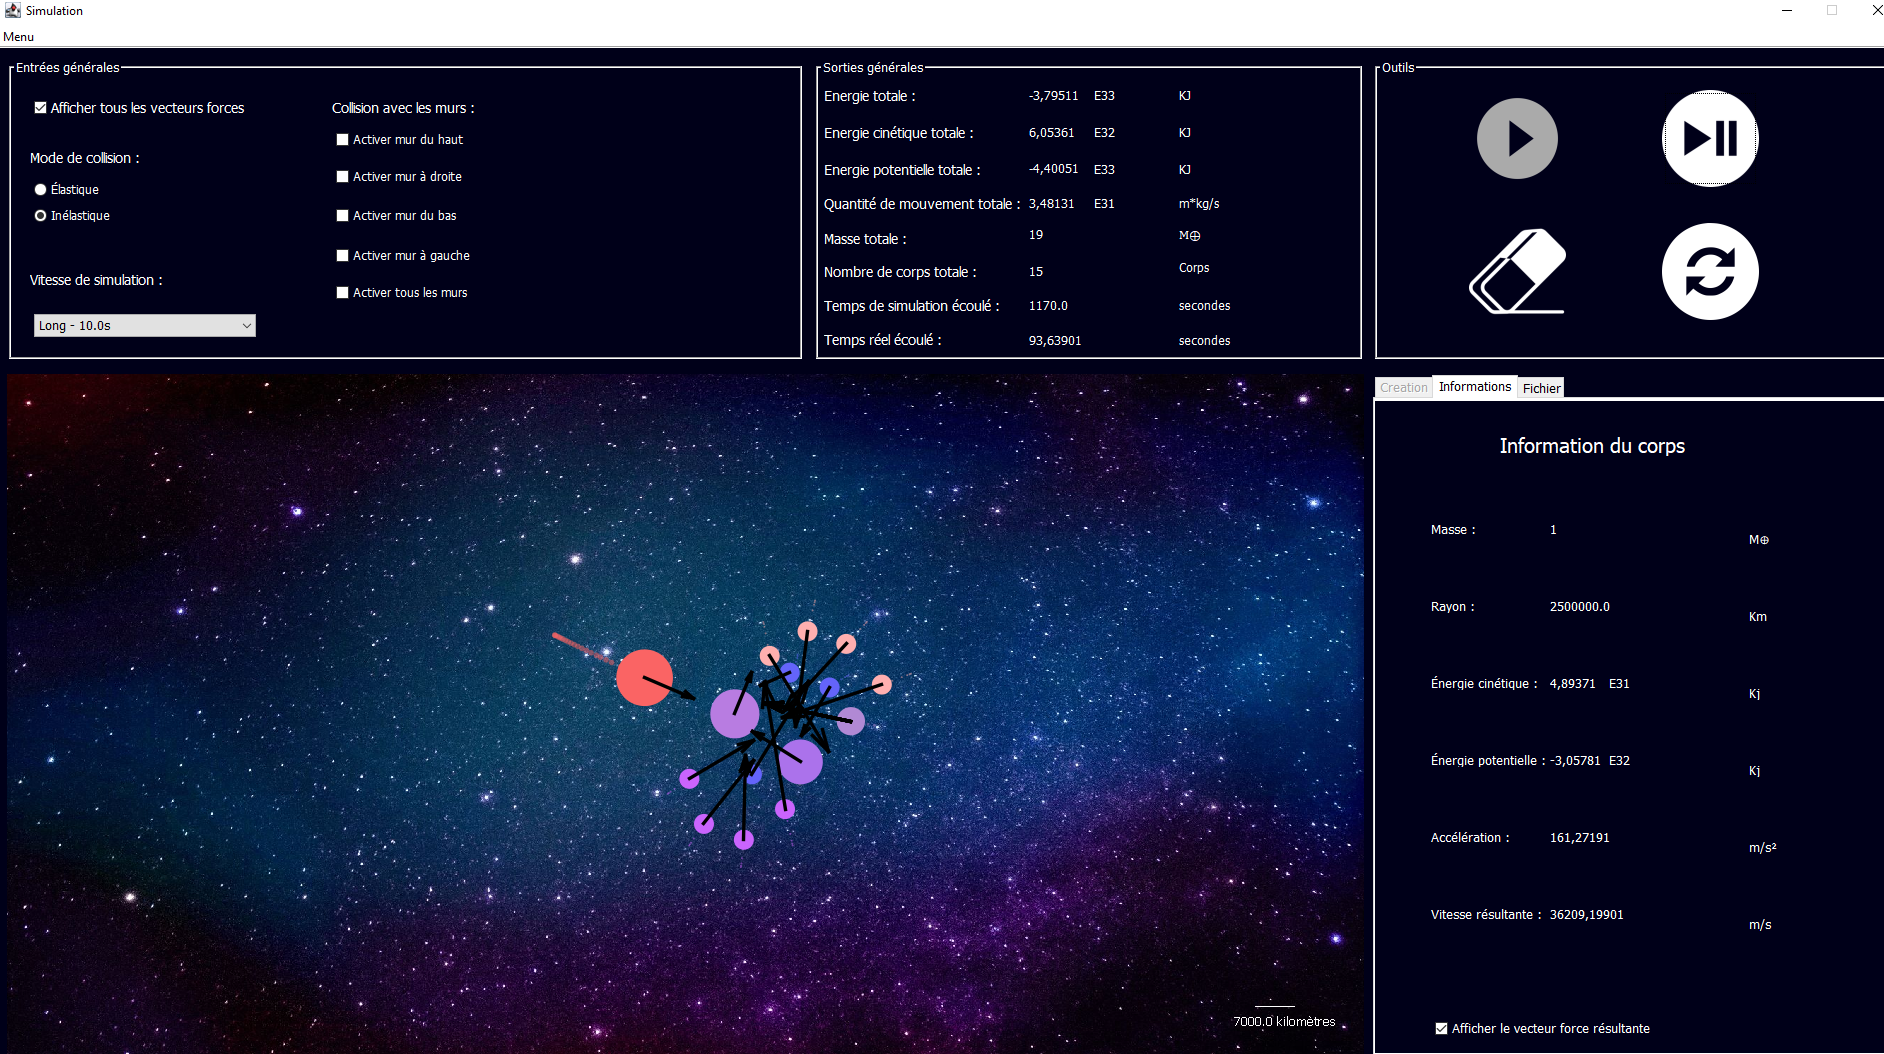 Simulation
Menu
Entrées générales
Afficher tous les vecteurs forces
Mode de collision :
Élastique
Inélastique
Vitesse de simulation :
Long - 10.0s
Collision avec les murs :
Activer mur du haut
Activer mur à droite
Activer mur du bas
Activer mur à gauche
Activer tous les murs
Sorties générales
Energie totale : -3,79511 E33 KJ
Energie cinétique totale : 6,05361 E32 KJ
Energie potentielle totale : -4,40051 E33 KJ
Quantité de mouvement totale : 3,48131 E31 m*kg/s
Masse totale : 19 M⊕
Nombre de corps totale : 15 Corps
Temps de simulation écoulé : 1170.0 secondes
Temps réel écoulé : 93,63901 secondes
Outils
Creation Informations Fichier
Information du corps
Masse : 1 M⊕
Rayon : 2500000.0 Km
Énergie cinétique : 4,89371 E31 Kj
Énergie potentielle : -3,05781 E32 Kj
Accélération : 161,27191 m/s²
Vitesse résultante : 36209,19901 m/s
Afficher le vecteur force résultante
7000.0 kilomètres